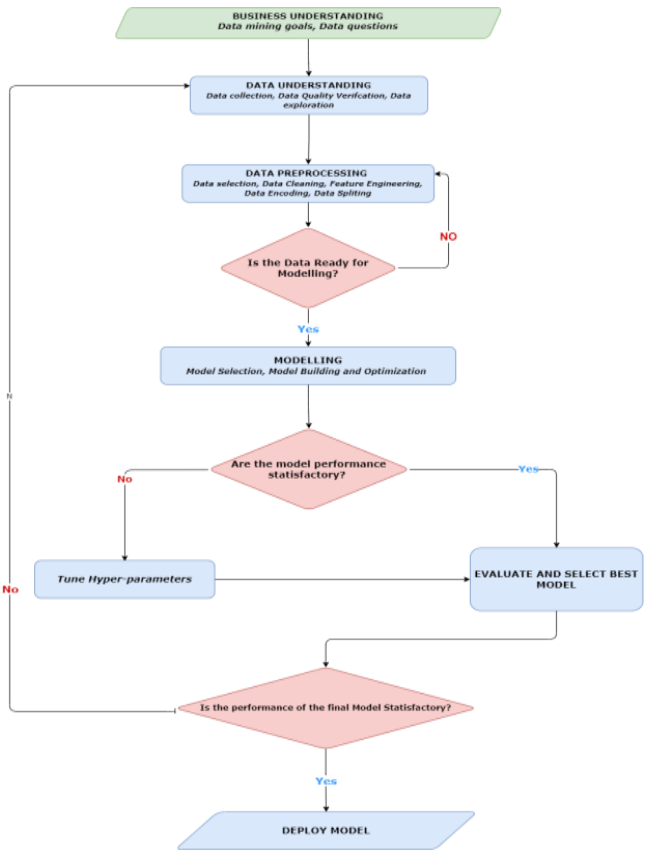 BUSINESS UNDERSTANDING
Data mining goals, Data questions
DATA UNDERSTANDING
Data collection, Data Quality Verifcation, Data
exploration
DATA PREPROCESSING
Data selection, Data Cleaning, Feature Engineering,
Data Encoding, Data Spliting
NO
Is the Data Ready for
Modelling?
Yes
MODELLING
Model Selection, Model Building and Optimization
N
Are the model performance
statisfactory?
No
Yes
Tune Hyper-parameters
EVALUATE AND SELECT BEST
MODEL
No
Is the performance of the final Model Statisfactory?
Yes
DEPLOY MODEL